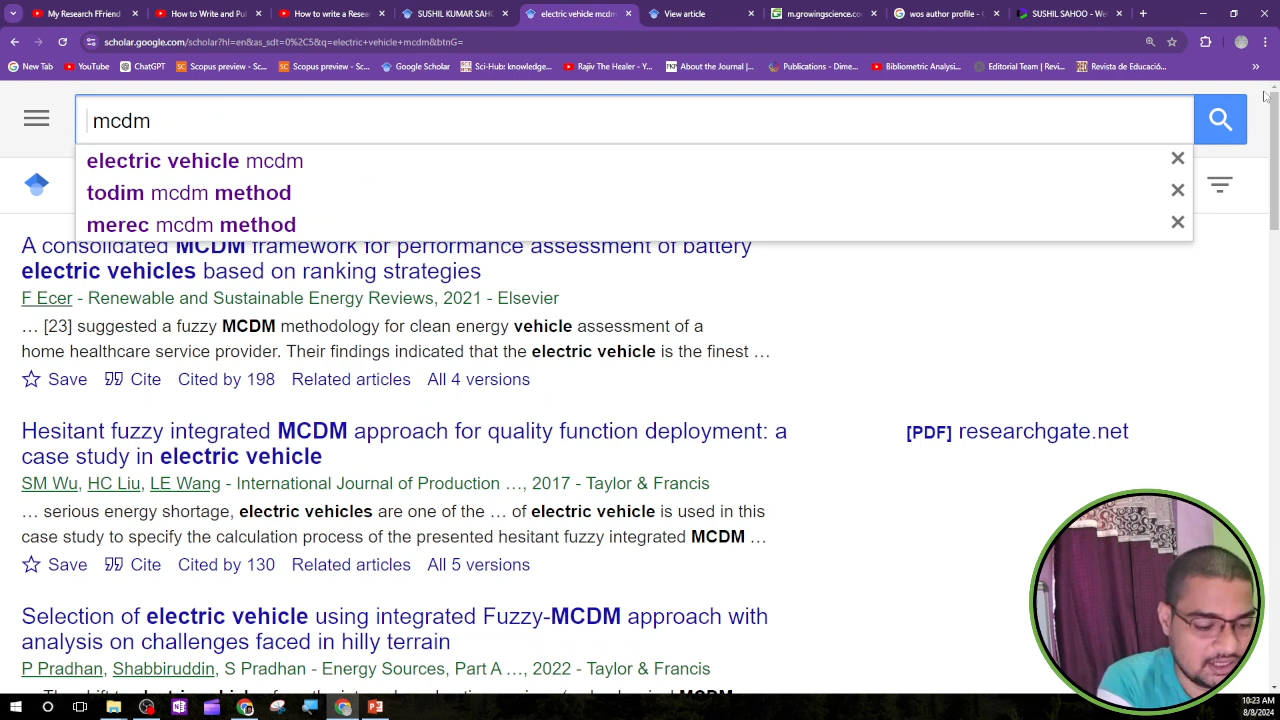 My Research FFriend
How to Write and Pu
How to write a Rese
SUSHIL KUMAR SAHO
electric vehicle mcdm
View article
m.growingscience.co
wos author profile - G
SUSHIL SAHOO - We
scholar.google.com/scholar?hl=en&as_sdt=0%2C5&q=electric+vehicle+mcdm&btnG=
New Tab
YouTube
ChatGPT
Scopus preview - Sc...
Scopus preview - Sc...
Google Scholar
Sci-Hub: knowledge...
Rajiv The Healer - Y...
About the Journal |...
Publications - Dime...
Bibliometric Analysi...
Editorial Team | Revi...
Revista de Educació...
mcdm
electric vehicle mcdm
todim mcdm method
merec mcdm method
A consolidated MCDM framework for performance assessment of battery
electric vehicles based on ranking strategies
F Ecer - Renewable and Sustainable Energy Reviews, 2021 - Elsevier
… [23] suggested a fuzzy MCDM methodology for clean energy vehicle assessment of a
home healthcare service provider. Their findings indicated that the electric vehicle is the finest …
Save Cite Cited by 198 Related articles All 4 versions
Hesitant fuzzy integrated MCDM approach for quality function deployment: a
case study in electric vehicle
[PDF] researchgate.net
SM Wu, HC Liu, LE Wang - International Journal of Production …, 2017 - Taylor & Francis
… serious energy shortage, electric vehicles are one of the … of electric vehicle is used in this
case study to specify the calculation process of the presented hesitant fuzzy integrated MCDM …
Save Cite Cited by 130 Related articles All 5 versions
Selection of electric vehicle using integrated Fuzzy-MCDM approach with
analysis on challenges faced in hilly terrain
P Pradhan, Shabbiruddin, S Pradhan - Energy Sources, Part A …, 2022 - Taylor & Francis
10:23 AM
8/8/2024